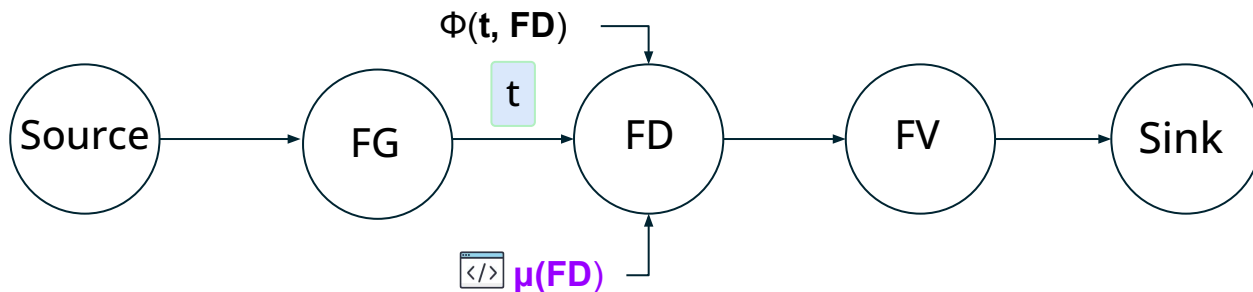 Φ(t, FD)
t
Source
FG
FD
FV
Sink
</> μ(FD)